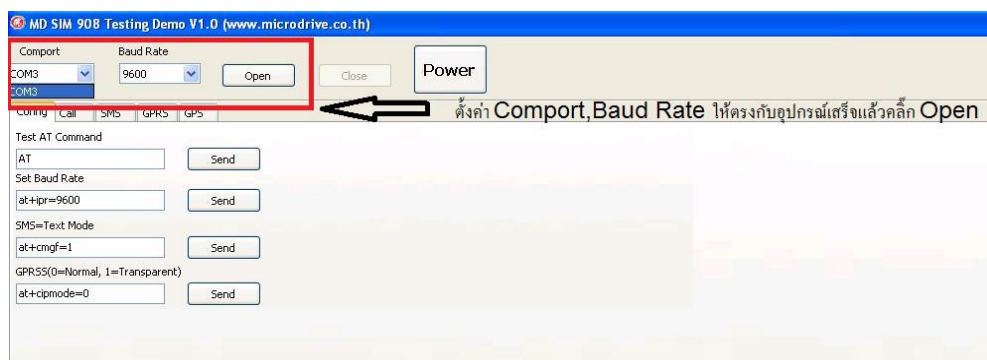 MD SIM 908 Testing Demo V1.0 (www.microdrive.co.th)
Comport Baud Rate
COM3 9600 Open Close Power
COM3
ตั้งค่า Comport,Baud Rate ให้ตรงกับอุปกรณ์เสร็จแล้วคลิ๊ก Open
Config Call SMS GPRS GPS
Test AT Command
AT Send
Set Baud Rate
at+ipr=9600 Send
SMS=Text Mode
at+cmgf=1 Send
GPRSS(0=Normal, 1=Transparent)
at+cipmode=0 Send